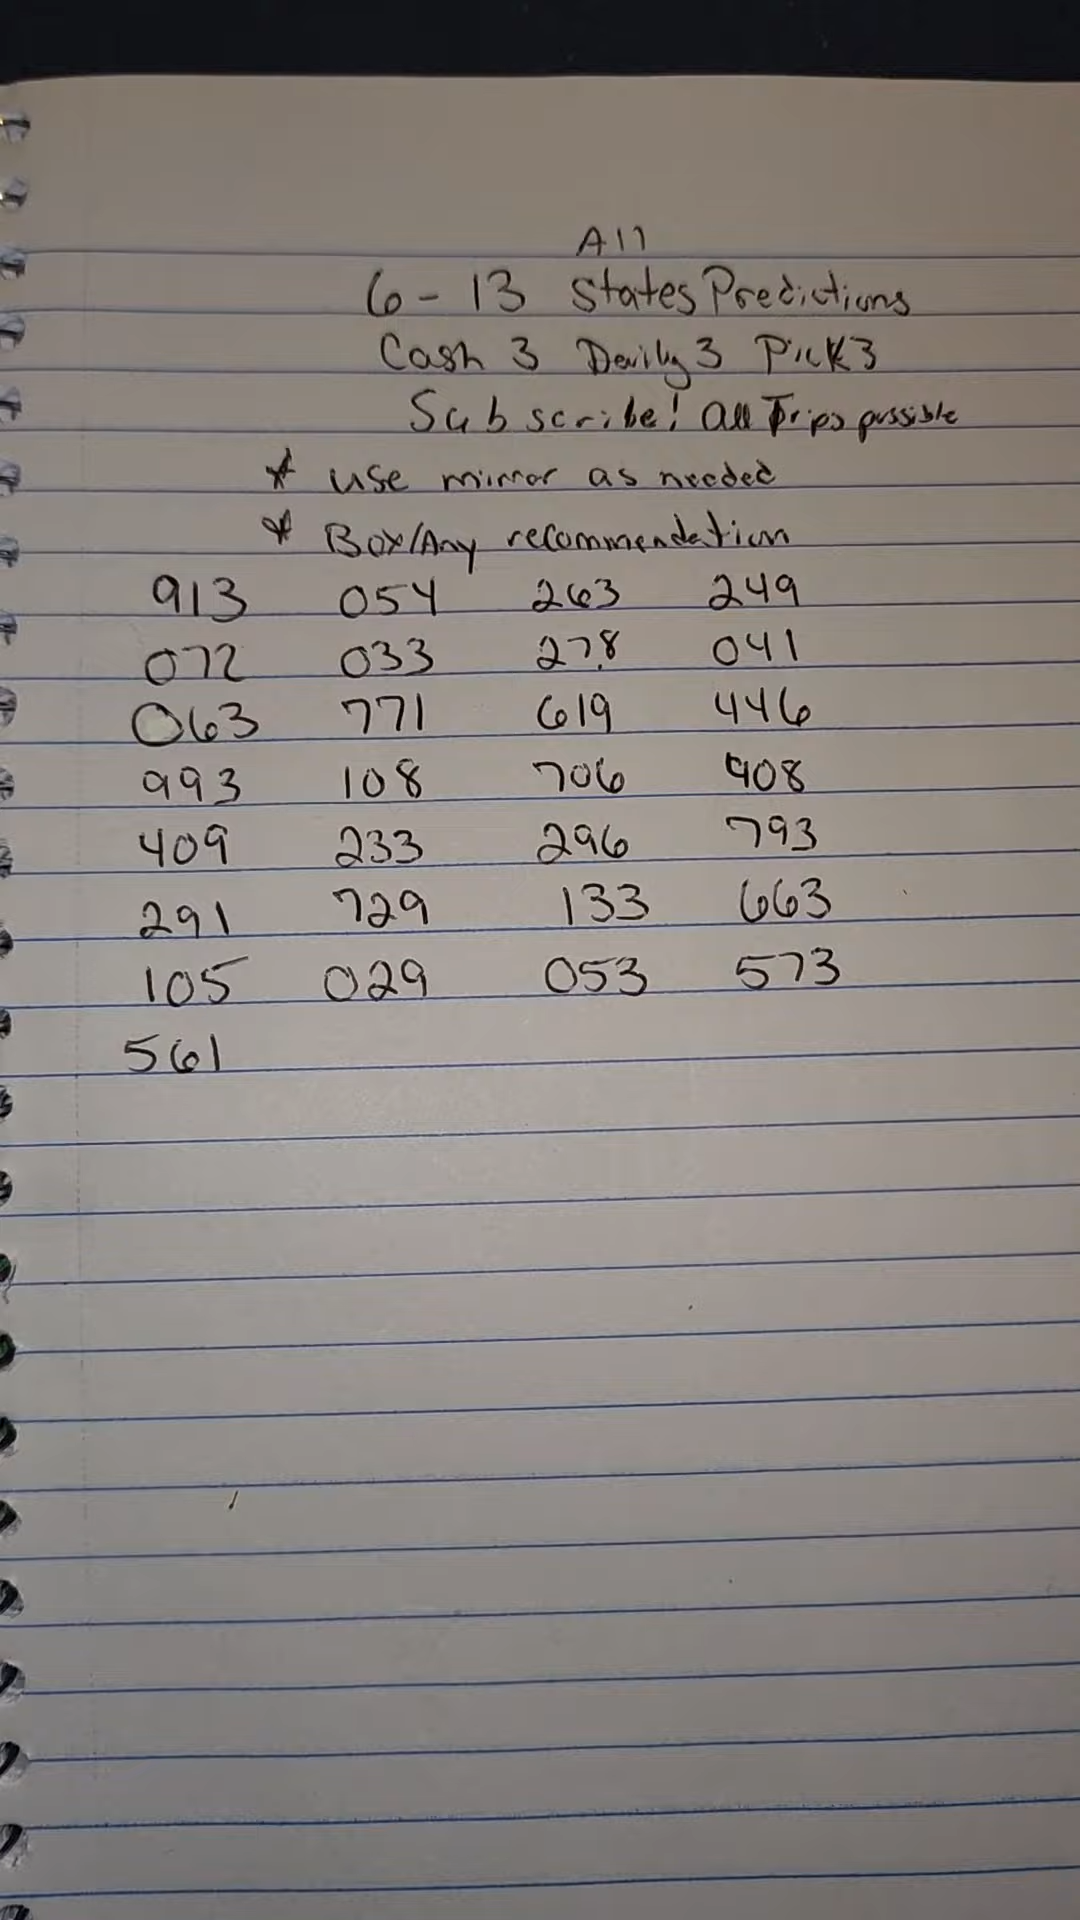 All
6-13 States Predictions
Cash 3 Daily 3 Pick 3
Subscribe! All Trips possible
* use mirror as needed
* Box/Any recommendation
913 054 263 249
072 033 278 041
063 771 619 446
993 108 706 908
409 233 296 793
291 729 133 663
105 029 053 573
561